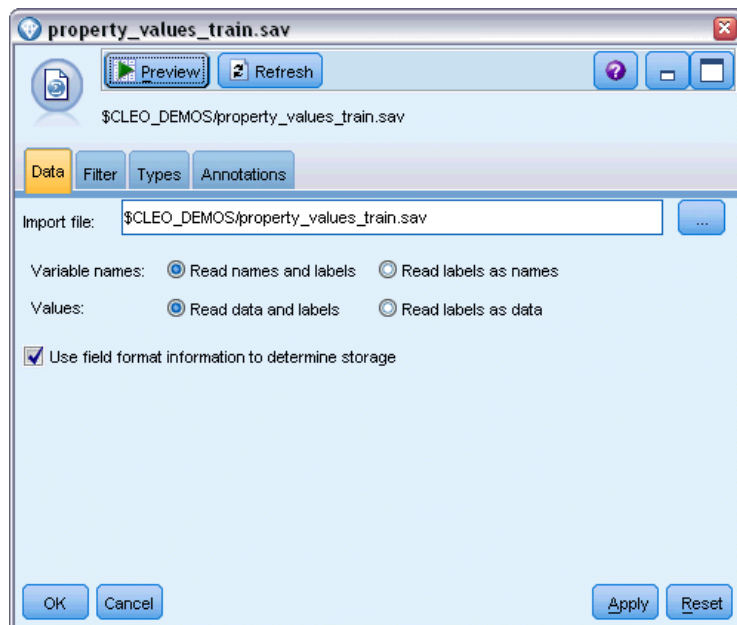 property_values_train.sav
Preview Refresh
$CLEO_DEMOS/property_values_train.sav
Data Filter Types Annotations
Import file: $CLEO_DEMOS/property_values_train.sav ...
Variable names: Read names and labels Read labels as names
Values: Read data and labels Read labels as data
Use field format information to determine storage
OK Cancel Apply Reset